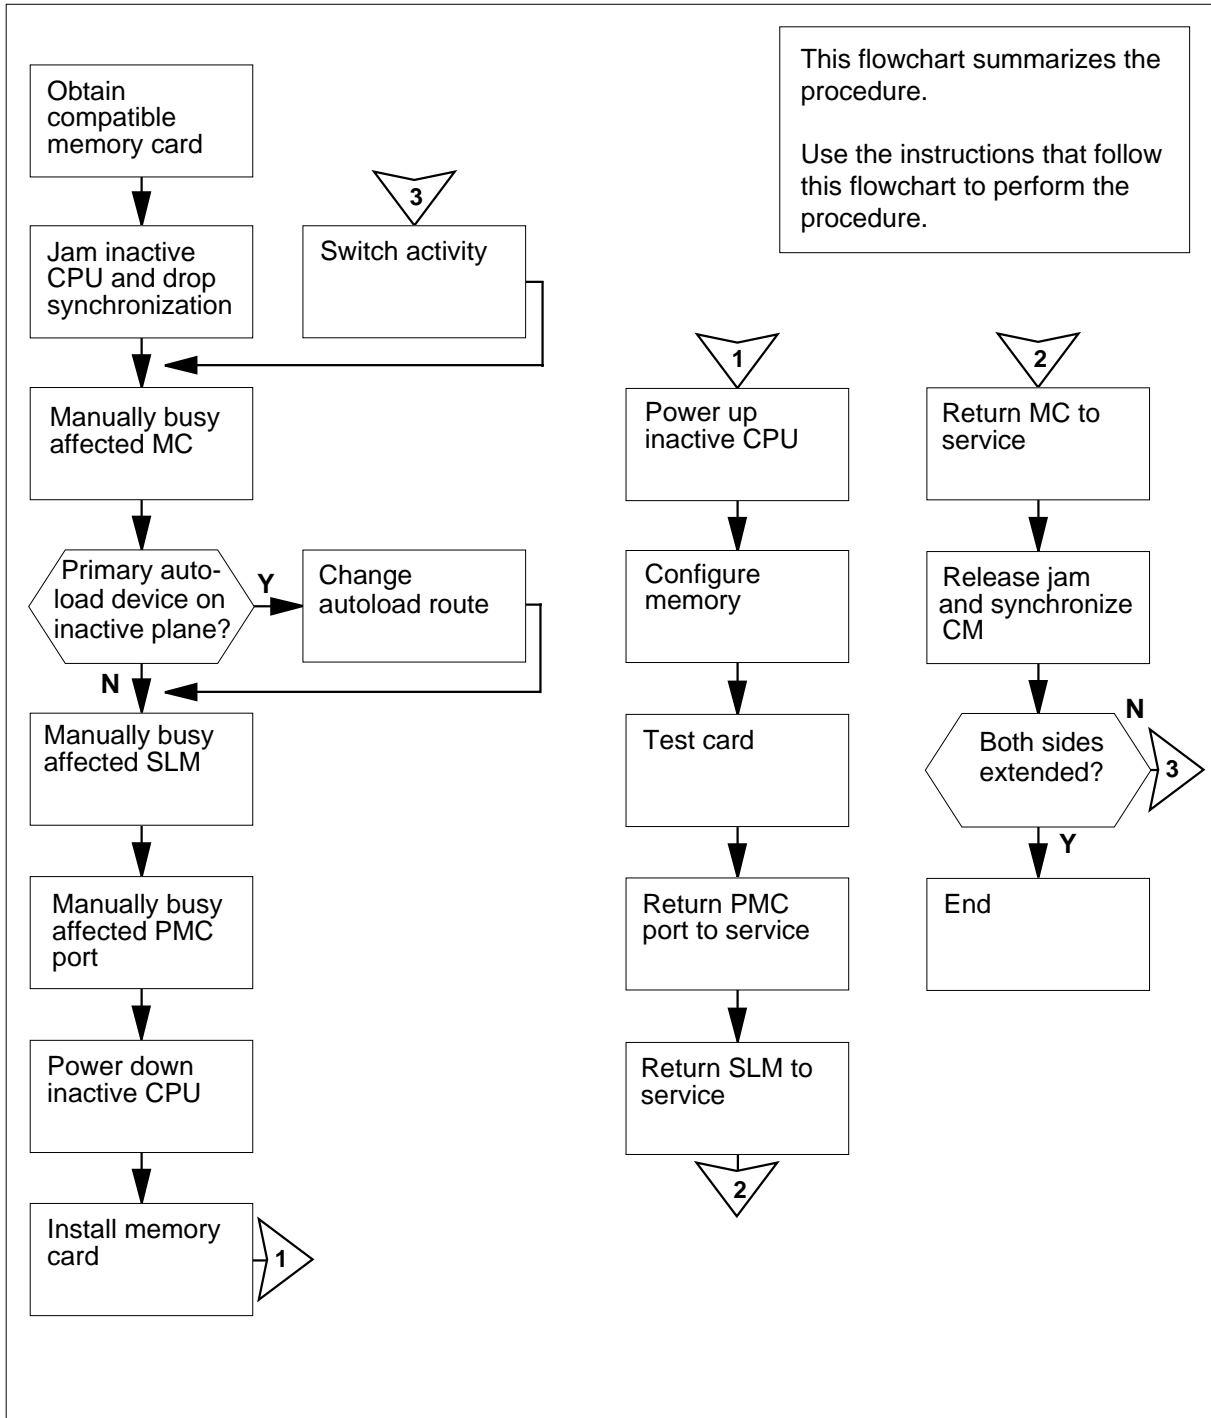 This flowchart summarizes the
procedure.
Use the instructions that follow
this flowchart to perform the
procedure.
Obtain
compatible
memory card
Jam inactive
CPU and drop
synchronization
3
Switch activity
Manually busy
affected MC
Primary auto-
load device on
inactive plane?
Y
Change
autoload route
N
Manually busy
affected SLM
Manually busy
affected PMC
port
Power down
inactive CPU
Install memory
card
1
1
Power up
inactive CPU
Configure
memory
Test card
Return PMC
port to service
Return SLM to
service
2
2
Return MC to
service
Release jam
and synchronize
CM
Both sides
extended?
N
3
Y
End